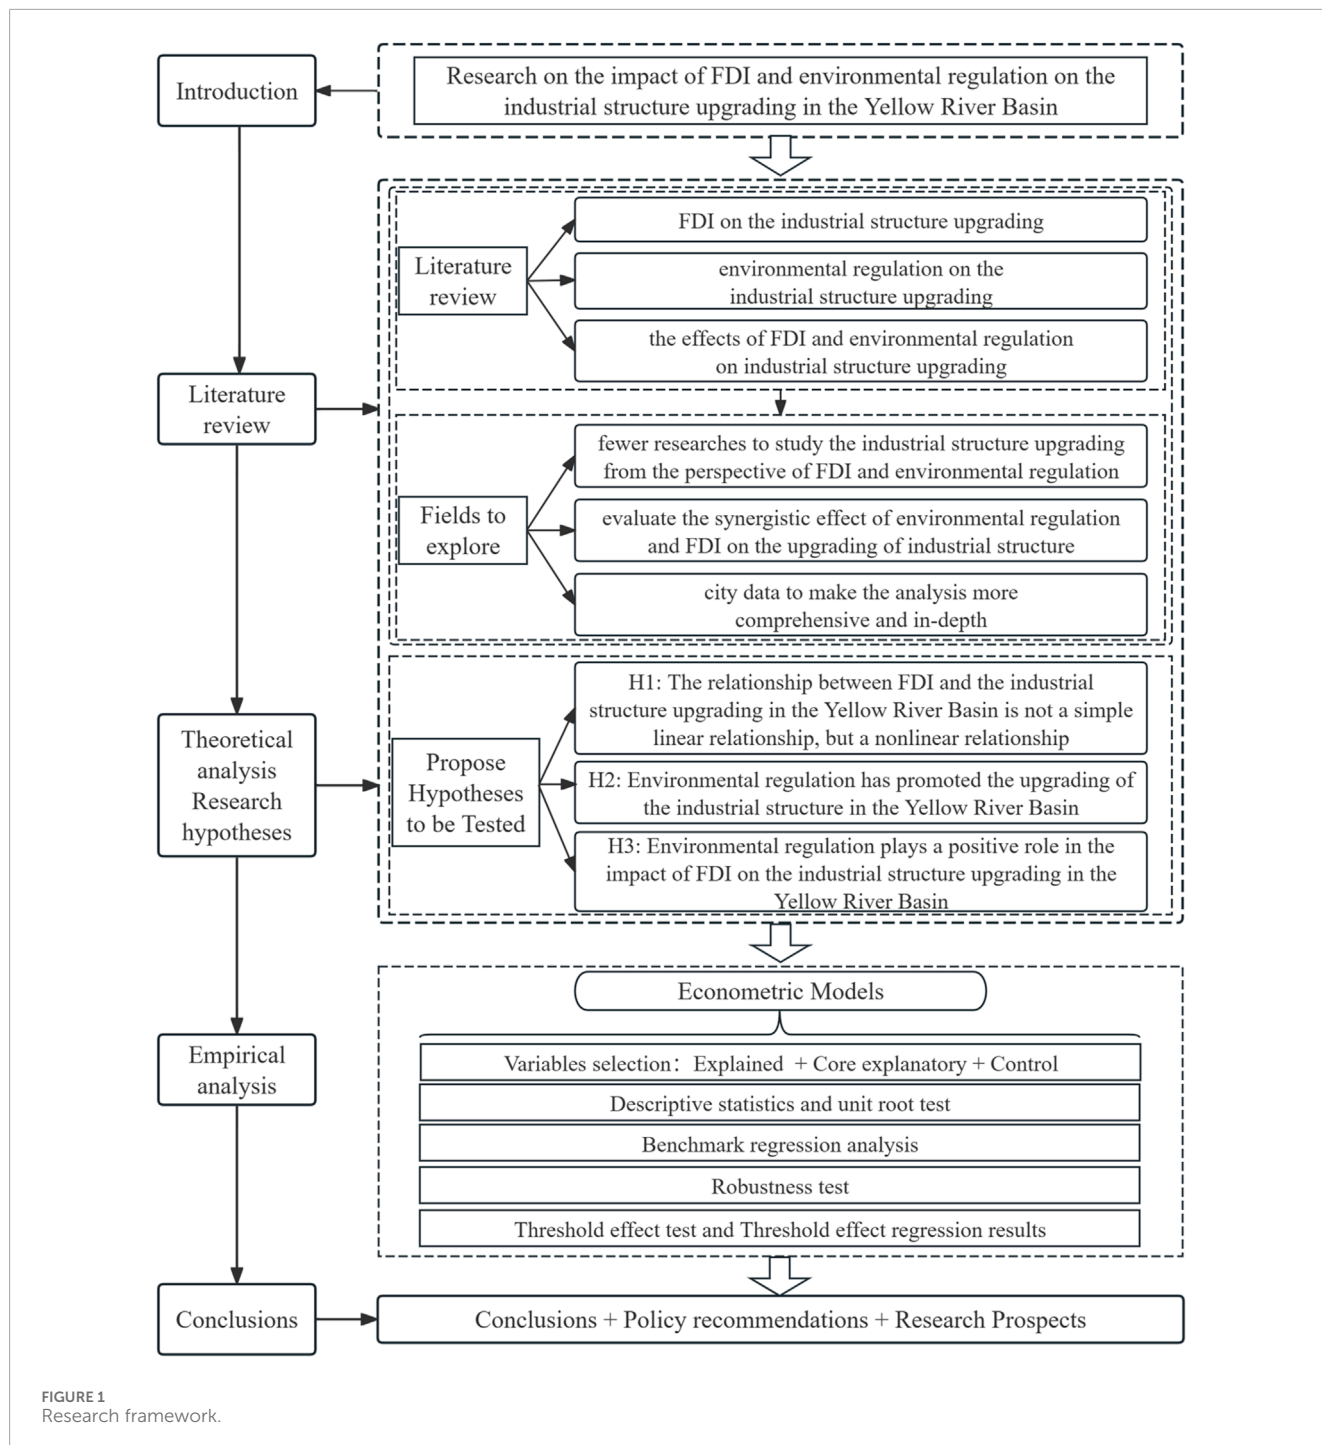 Introduction
Research on the impact of FDI and environmental regulation on the
industrial structure upgrading in the Yellow River Basin
Literature
review
FDI on the industrial structure upgrading
environmental regulation on the
industrial structure upgrading
the effects of FDI and environmental regulation
on industrial structure upgrading
Literature
review
Fields to
explore
fewer researches to study the industrial structure upgrading
from the perspective of FDI and environmental regulation
evaluate the synergistic effect of environmental regulation
and FDI on the upgrading of industrial structure
city data to make the analysis more
comprehensive and in-depth
Theoretical
analysis
Research
hypotheses
Propose
Hypotheses
to be Tested
H1: The relationship between FDI and the industrial
structure upgrading in the Yellow River Basin is not a simple
linear relationship, but a nonlinear relationship
H2: Environmental regulation has promoted the upgrading of
the industrial structure in the Yellow River Basin
H3: Environmental regulation plays a positive role in the
impact of FDI on the industrial structure upgrading in the
Yellow River Basin
Empirical
analysis
Econometric Models
Variables selection: Explained + Core explanatory + Control
Descriptive statistics and unit root test
Benchmark regression analysis
Robustness test
Threshold effect test and Threshold effect regression results
Conclusions
Conclusions + Policy recommendations + Research Prospects
FIGURE 1
Research framework.